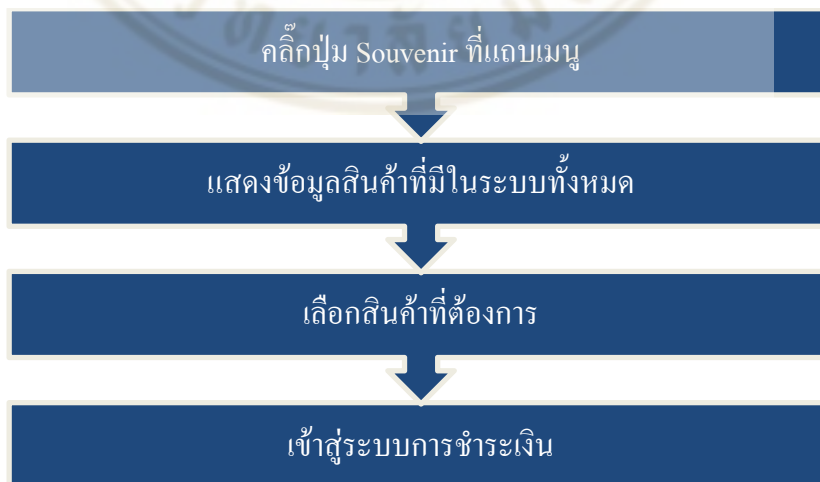 คลิ๊กปุ่ม Souvenir ที่แถบเมนู
แสดงข้อมูลสินค้าที่มีในระบบทั้งหมด
เลือกสินค้าที่ต้องการ
เข้าสู่ระบบการชำระเงิน